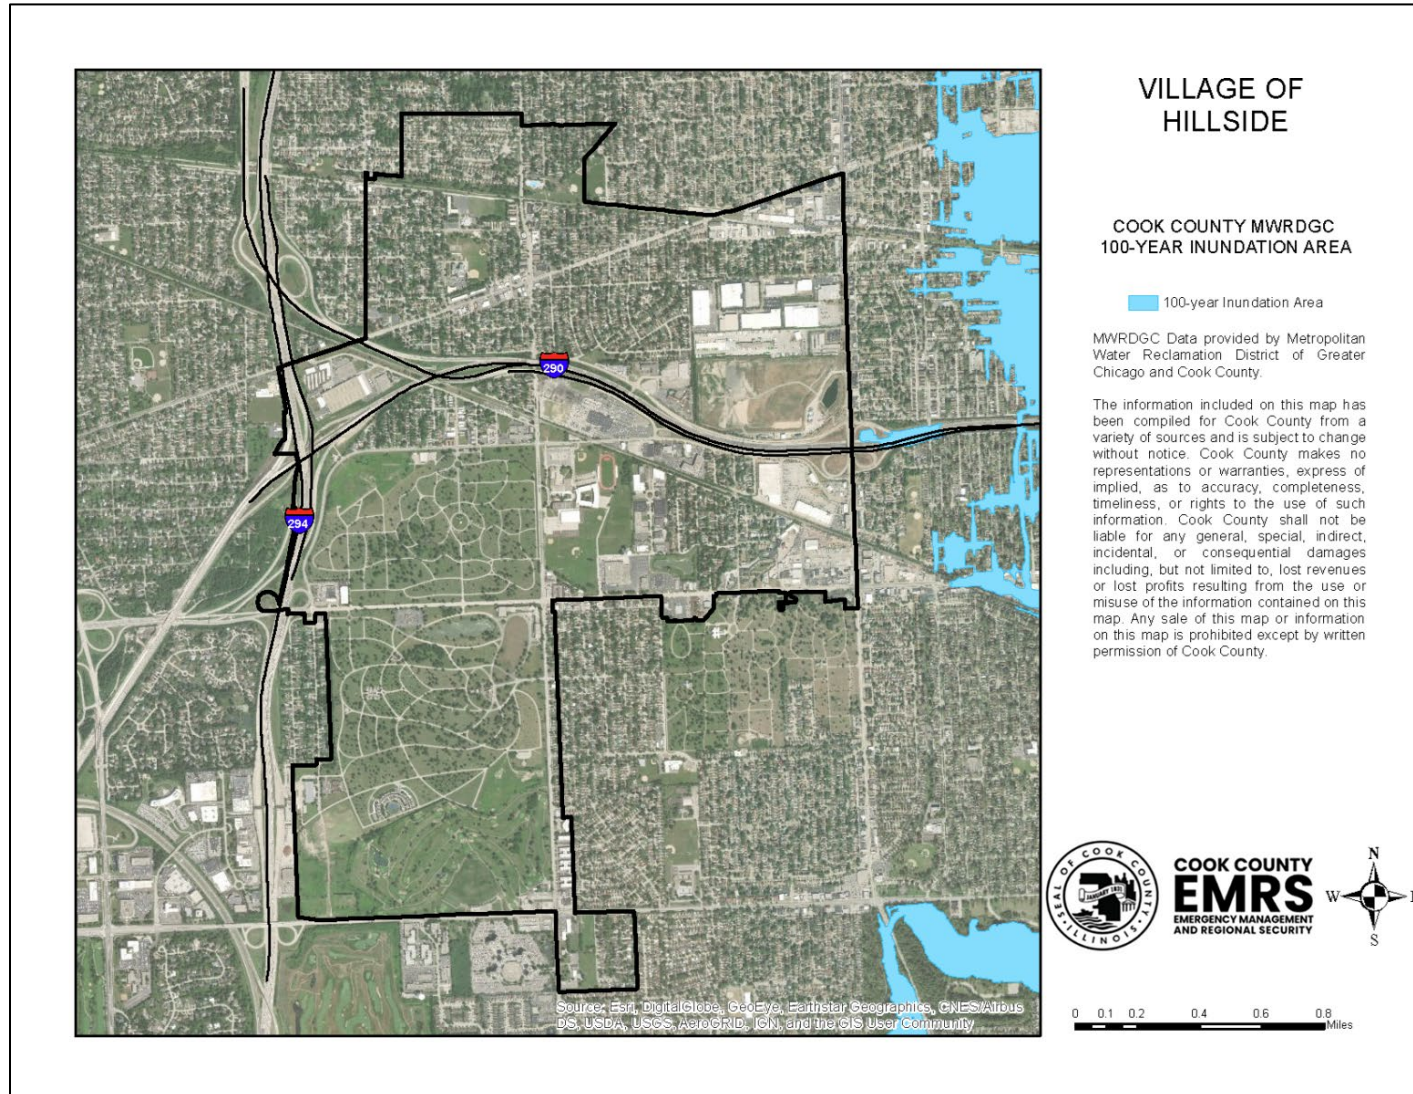 VILLAGE OF
HILLSIDE
COOK COUNTY MWRDGC
100-YEAR INUNDATION AREA
100-year Inundation Area
MWRDGC Data provided by Metropolitan
Water Reclamation District of Greater
Chicago and Cook County.
The information included on this map has
been compiled for Cook County from a
variety of sources and is subject to change
without notice. Cook County makes no
representations or warranties, express of
implied, as to accuracy, completeness,
timeliness, or rights to the use of such
information. Cook County shall not be
liable for any general, special, indirect,
incidental, or consequential damages
including, but not limited to, lost revenues
or lost profits resulting from the use or
misuse of the information contained on this
map. Any sale of this map or information
on this map is prohibited except by written
permission of Cook County.
290
294
SEAL OF COOK COUNTY
JANUARY 1831
ILLINOIS
COOK COUNTY
EMRS
EMERGENCY MANAGEMENT
AND REGIONAL SECURITY
N
W
S
Source: Esri, DigitalGlobe, GeoEye, Earthstar Geographics, CNES/Airbus
DS, USDA, USGS, AeroGRID, IGN, and the GIS User Community
0 0.1 0.2 0.4 0.6 0.8
Miles